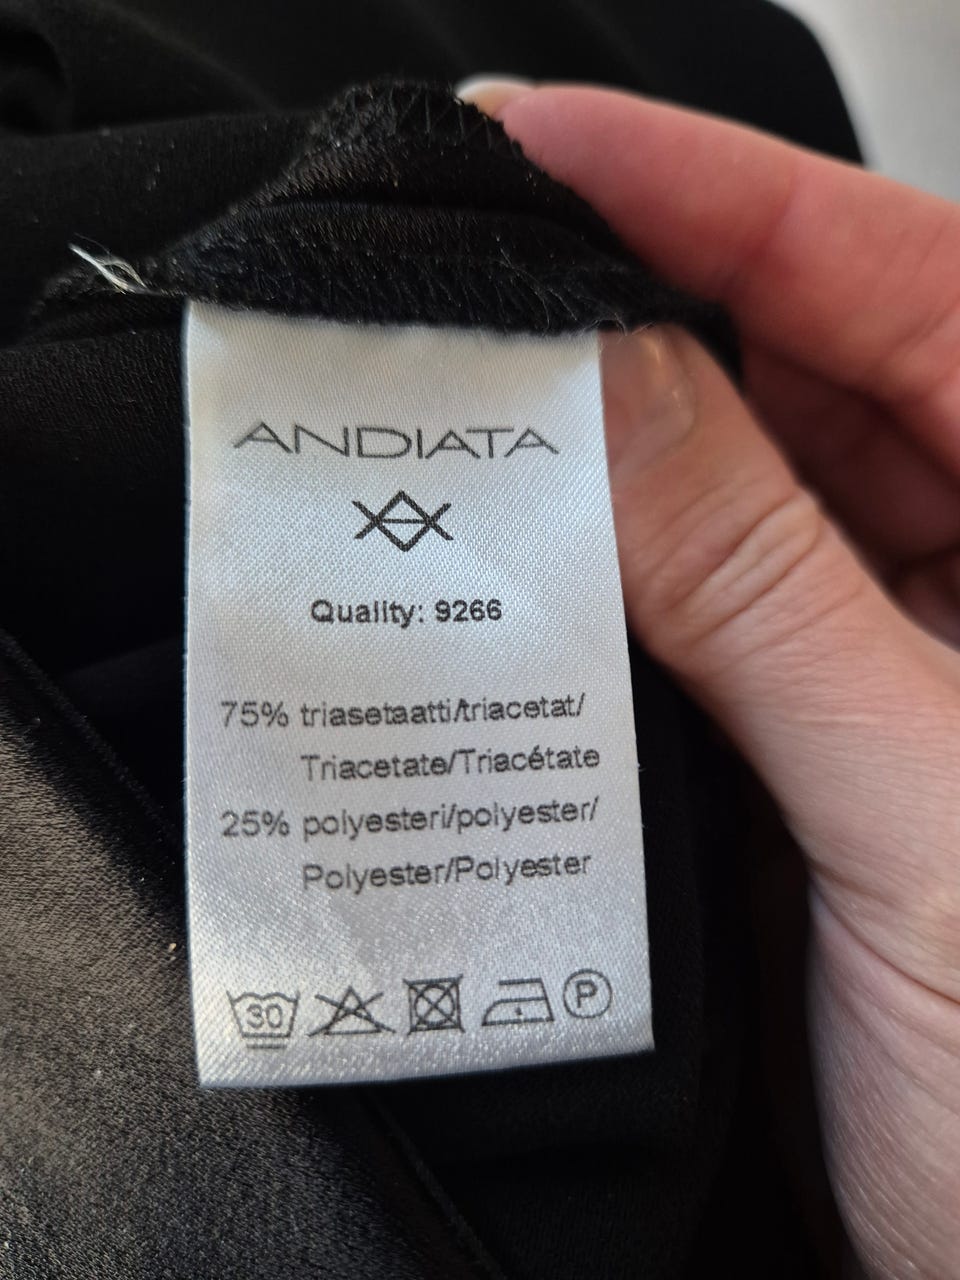 ANDIATA
Quality: 9266
75% triasetaatti/triacetat/
Triacetate/Triacétate
25% polyesteri/polyester/
Polyester/Polyester
30 P